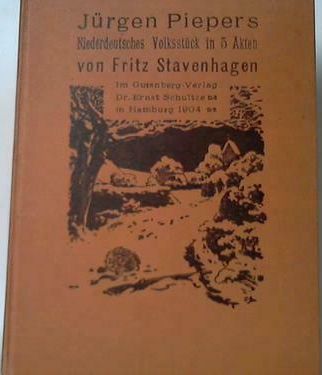 Jürgen Piepers
Niederdeutsches Volksstück in 5 Akten
von Fritz Stavenhagen
Im Gutenberg-Verlag
Dr. Ernst Schultze
in Hamburg 1904